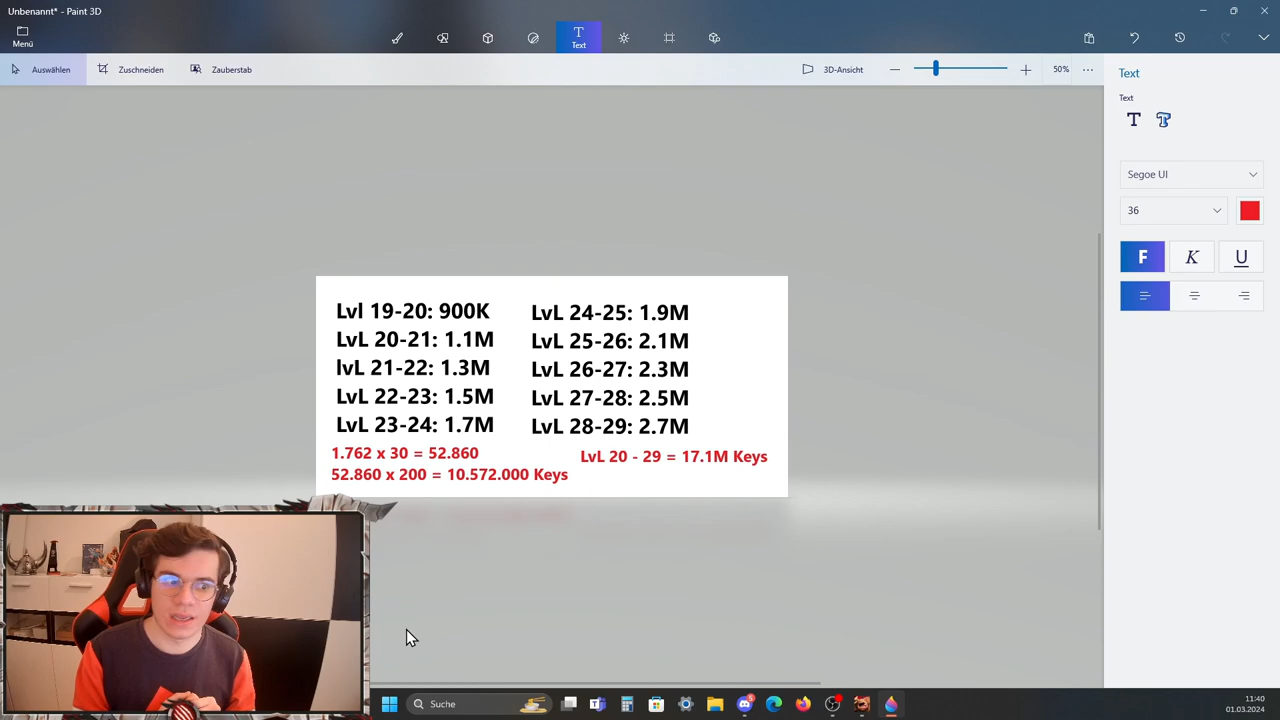 Unbenannt* - Paint 3D
Menü
Text
Auswählen
Zuschneiden
Zauberstab
3D-Ansicht
50%
Text
Text
Segoe UI
36
F K U
Lvl 19-20: 900K
LvL 20-21: 1.1M
lvL 21-22: 1.3M
LvL 22-23: 1.5M
LvL 23-24: 1.7M
LvL 24-25: 1.9M
LvL 25-26: 2.1M
LvL 26-27: 2.3M
LvL 27-28: 2.5M
LvL 28-29: 2.7M
1.762 x 30 = 52.860
52.860 x 200 = 10.572.000 Keys
LvL 20 - 29 = 17.1M Keys
Suche
11:40
01.03.2024